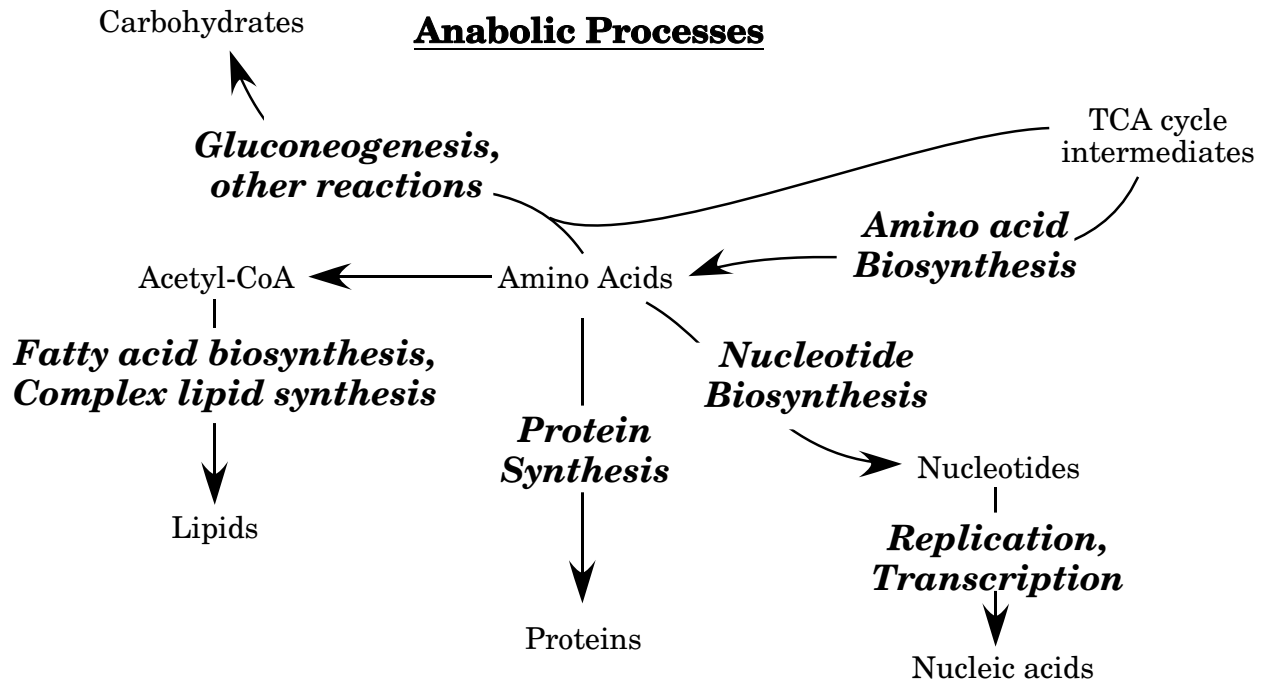 Carbohydrates
Anabolic Processes
Gluconeogenesis,
other reactions
TCA cycle
intermediates
Amino acid
Biosynthesis
Acetyl-CoA
Amino Acids
Fatty acid biosynthesis,
Complex lipid synthesis
Nucleotide
Biosynthesis
Protein
Synthesis
Nucleotides
Lipids
Replication,
Transcription
Proteins
Nucleic acids